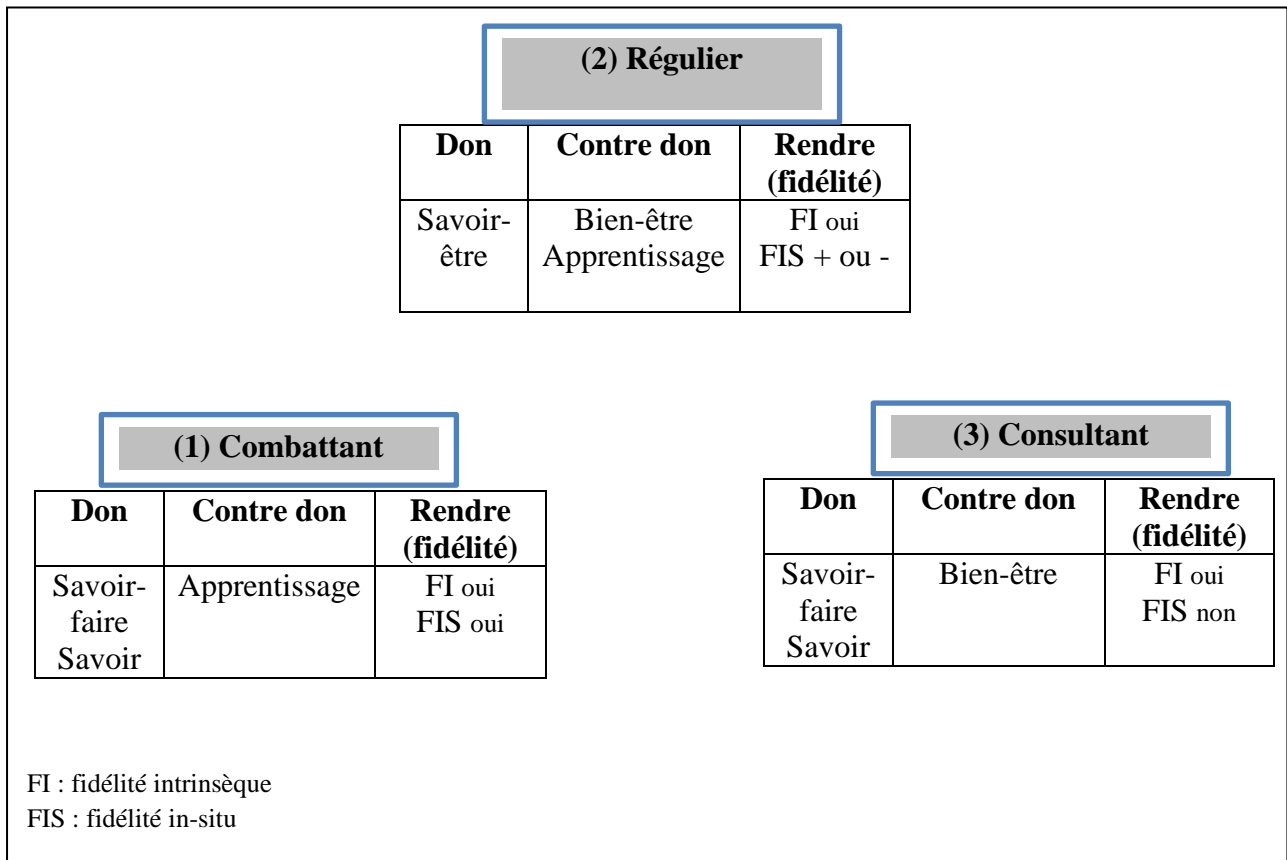 (2) Régulier
Don Contre don Rendre
(fidélité)
Savoir- Bien-être FI oui
être Apprentissage FIS + ou -
(1) Combattant
Don Contre don Rendre
(fidélité)
Savoir- Apprentissage FI oui
faire FIS oui
Savoir
(3) Consultant
Don Contre don Rendre
(fidélité)
Savoir- Bien-être FI oui
faire FIS non
Savoir
FI : fidélité intrinsèque
FIS : fidélité in-situ